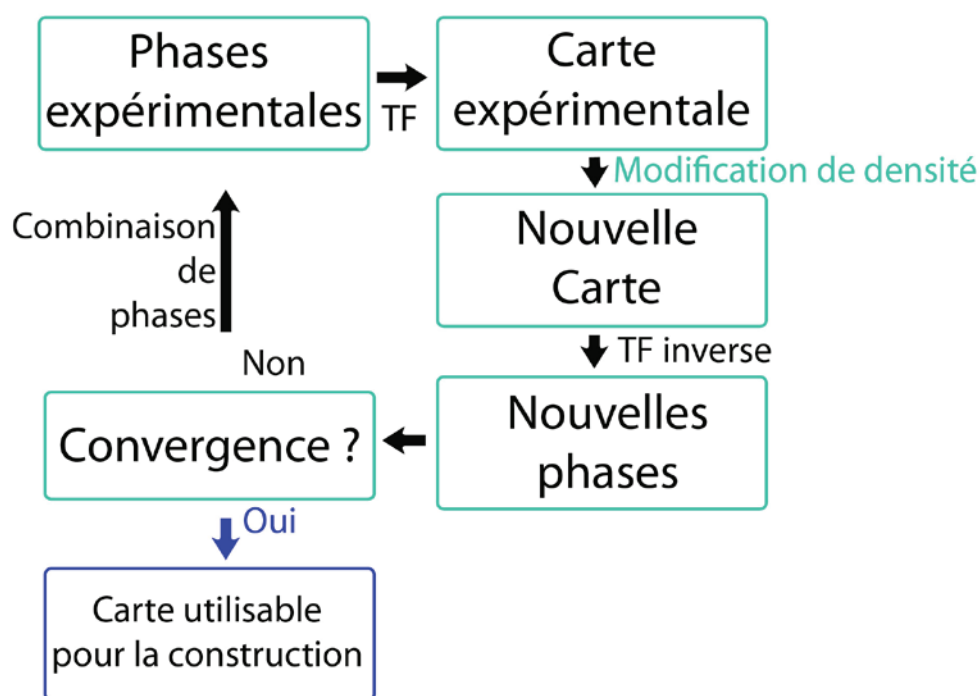 Phases
expérimentales
TF
Carte
expérimentale
Modification de densité
Nouvelle
Carte
TF inverse
Nouvelles
phases
Convergence ?
Non
Combinaison
de
phases
Oui
Carte utilisable
pour la construction